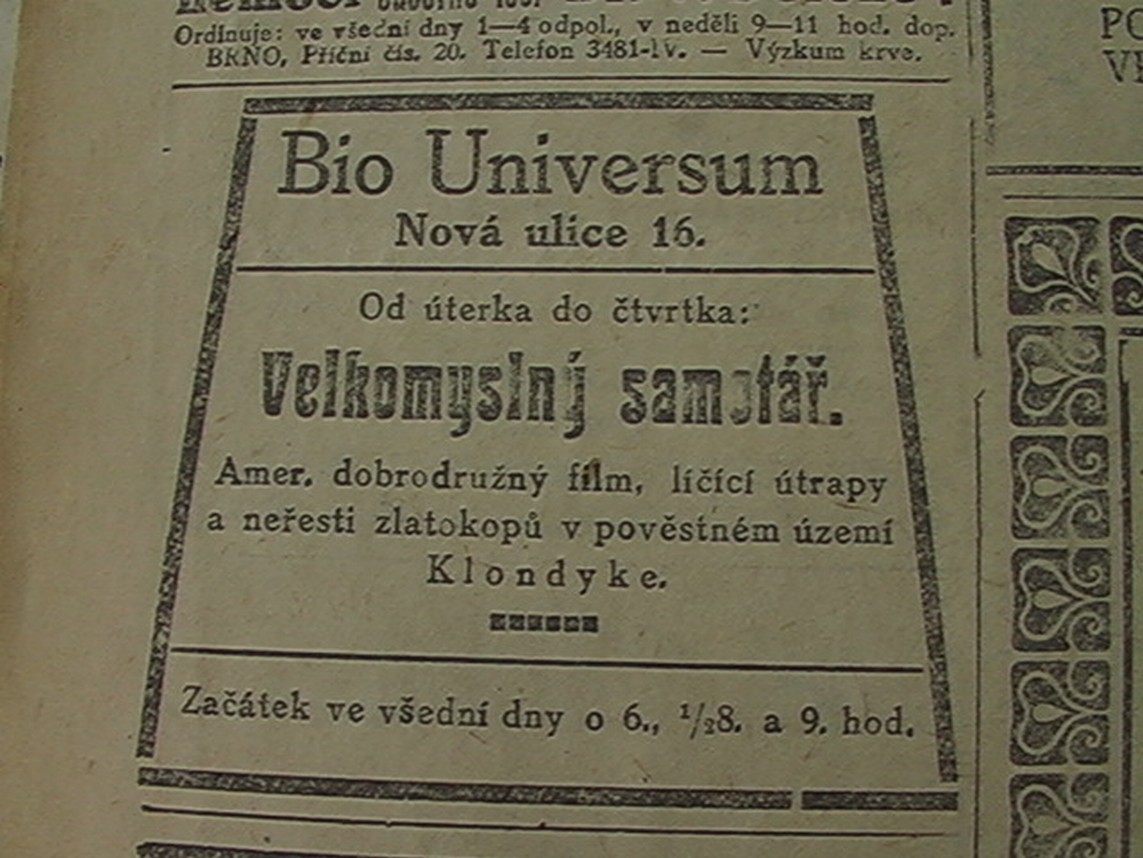 Ordinuje: ve všední dny 1—4 odpol., v neděli 9—11 hod. dop.
BRNO, Příční čís. 20. Telefon 3481-IV. — Výzkum krve.
Bio Universum
Nová ulice 16.
Od úterka do čtvrtka:
Velkomyslný samotář.
Amer. dobrodružný film, líčící útrapy
a neřesti zlatokopů v pověstném území
Klondyke.
Začátek ve všední dny o 6., 1/28. a 9. hod.